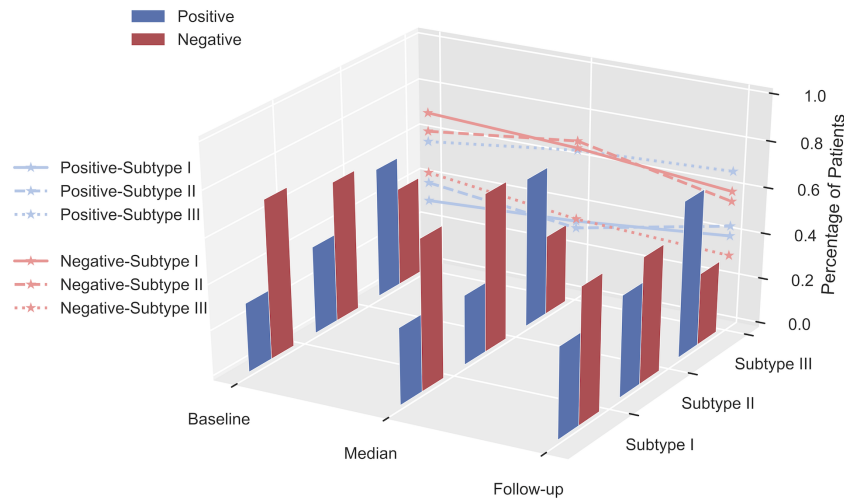 Positive
Negative
Positive-Subtype I
Positive-Subtype II
Positive-Subtype III
Negative-Subtype I
Negative-Subtype II
Negative-Subtype III
1.0
0.8
0.6
0.4
0.2
0.0
Percentage of Patients
Baseline
Median
Follow-up
Subtype I
Subtype II
Subtype III